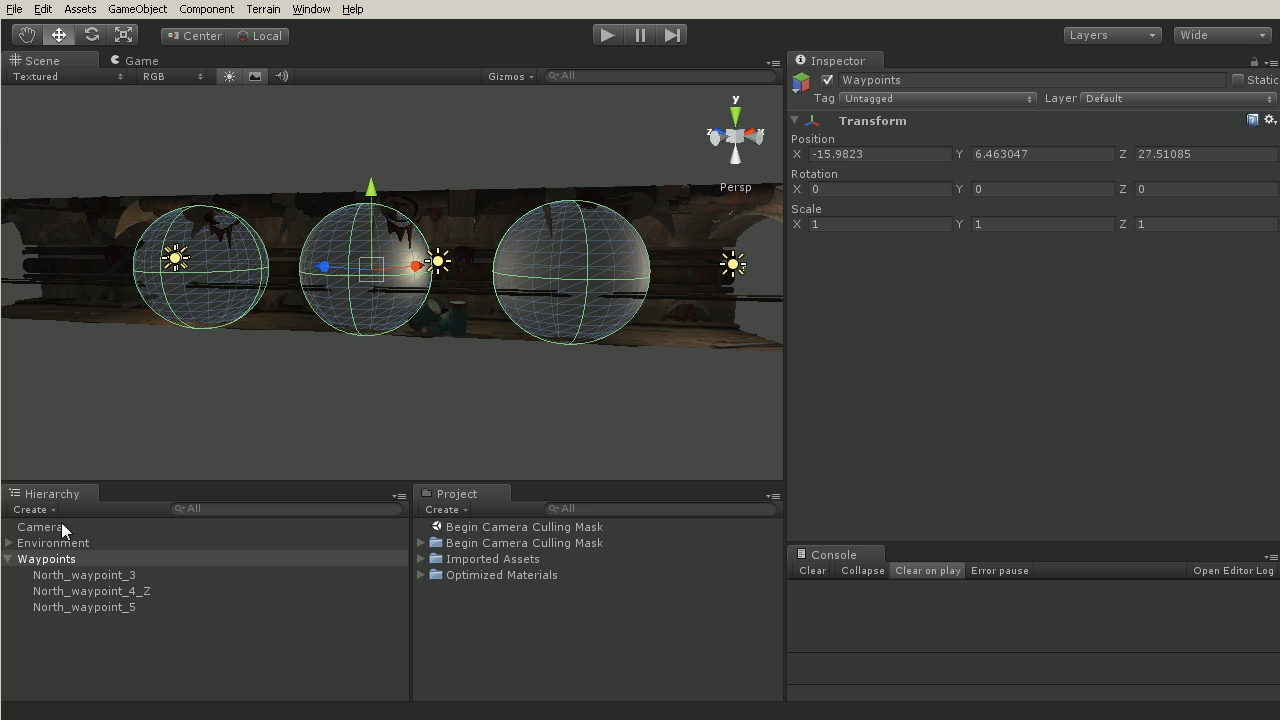 File Edit Assets GameObject Component Terrain Window Help
Center Local Layers Wide
Scene Game
Textured RGB Gizmos All
y
z x
Persp
Inspector
Waypoints Static
Tag Untagged Layer Default
Transform
Position
X -15.9823 Y 6.463047 Z 27.51085
Rotation
X 0 Y 0 Z 0
Scale
X 1 Y 1 Z 1
Hierarchy
Create All
Camera
Environment
Waypoints
North_waypoint_3
North_waypoint_4_Z
North_waypoint_5
Project
Create All
Begin Camera Culling Mask
Begin Camera Culling Mask
Imported Assets
Optimized Materials
Console
Clear Collapse Clear on play Error pause Open Editor Log